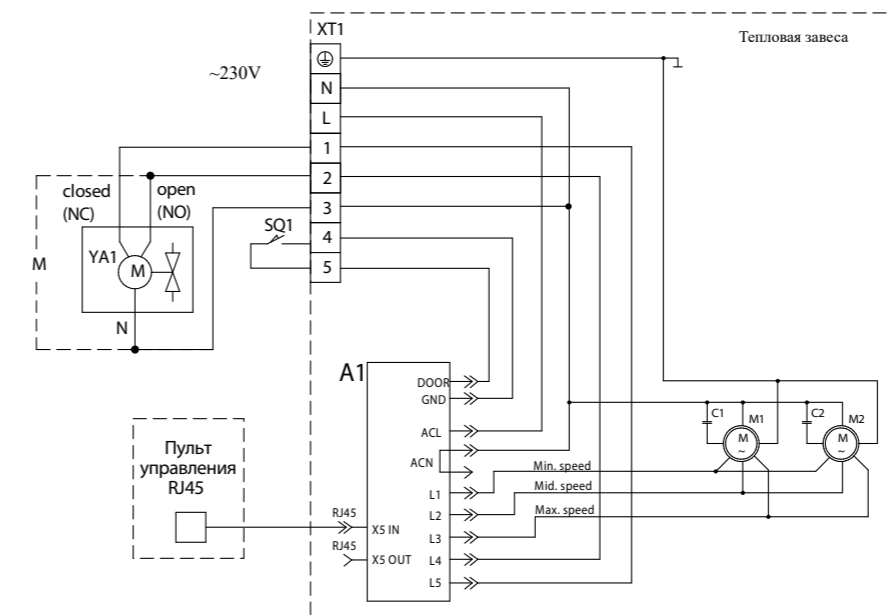 XT1
Тепловая завеса
~230V
N
L
1
2
3
4
5
closed
(NC)
open
(NO)
SQ1
YA1
M
M
N
A1
DOOR
GND
ACL
ACN
L1
L2
L3
L4
L5
Min. speed
Mid. speed
Max. speed
C1
M1
M
~
C2
M2
M
~
Пульт
управления
RJ45
RJ45
X5 IN
RJ45
X5 OUT